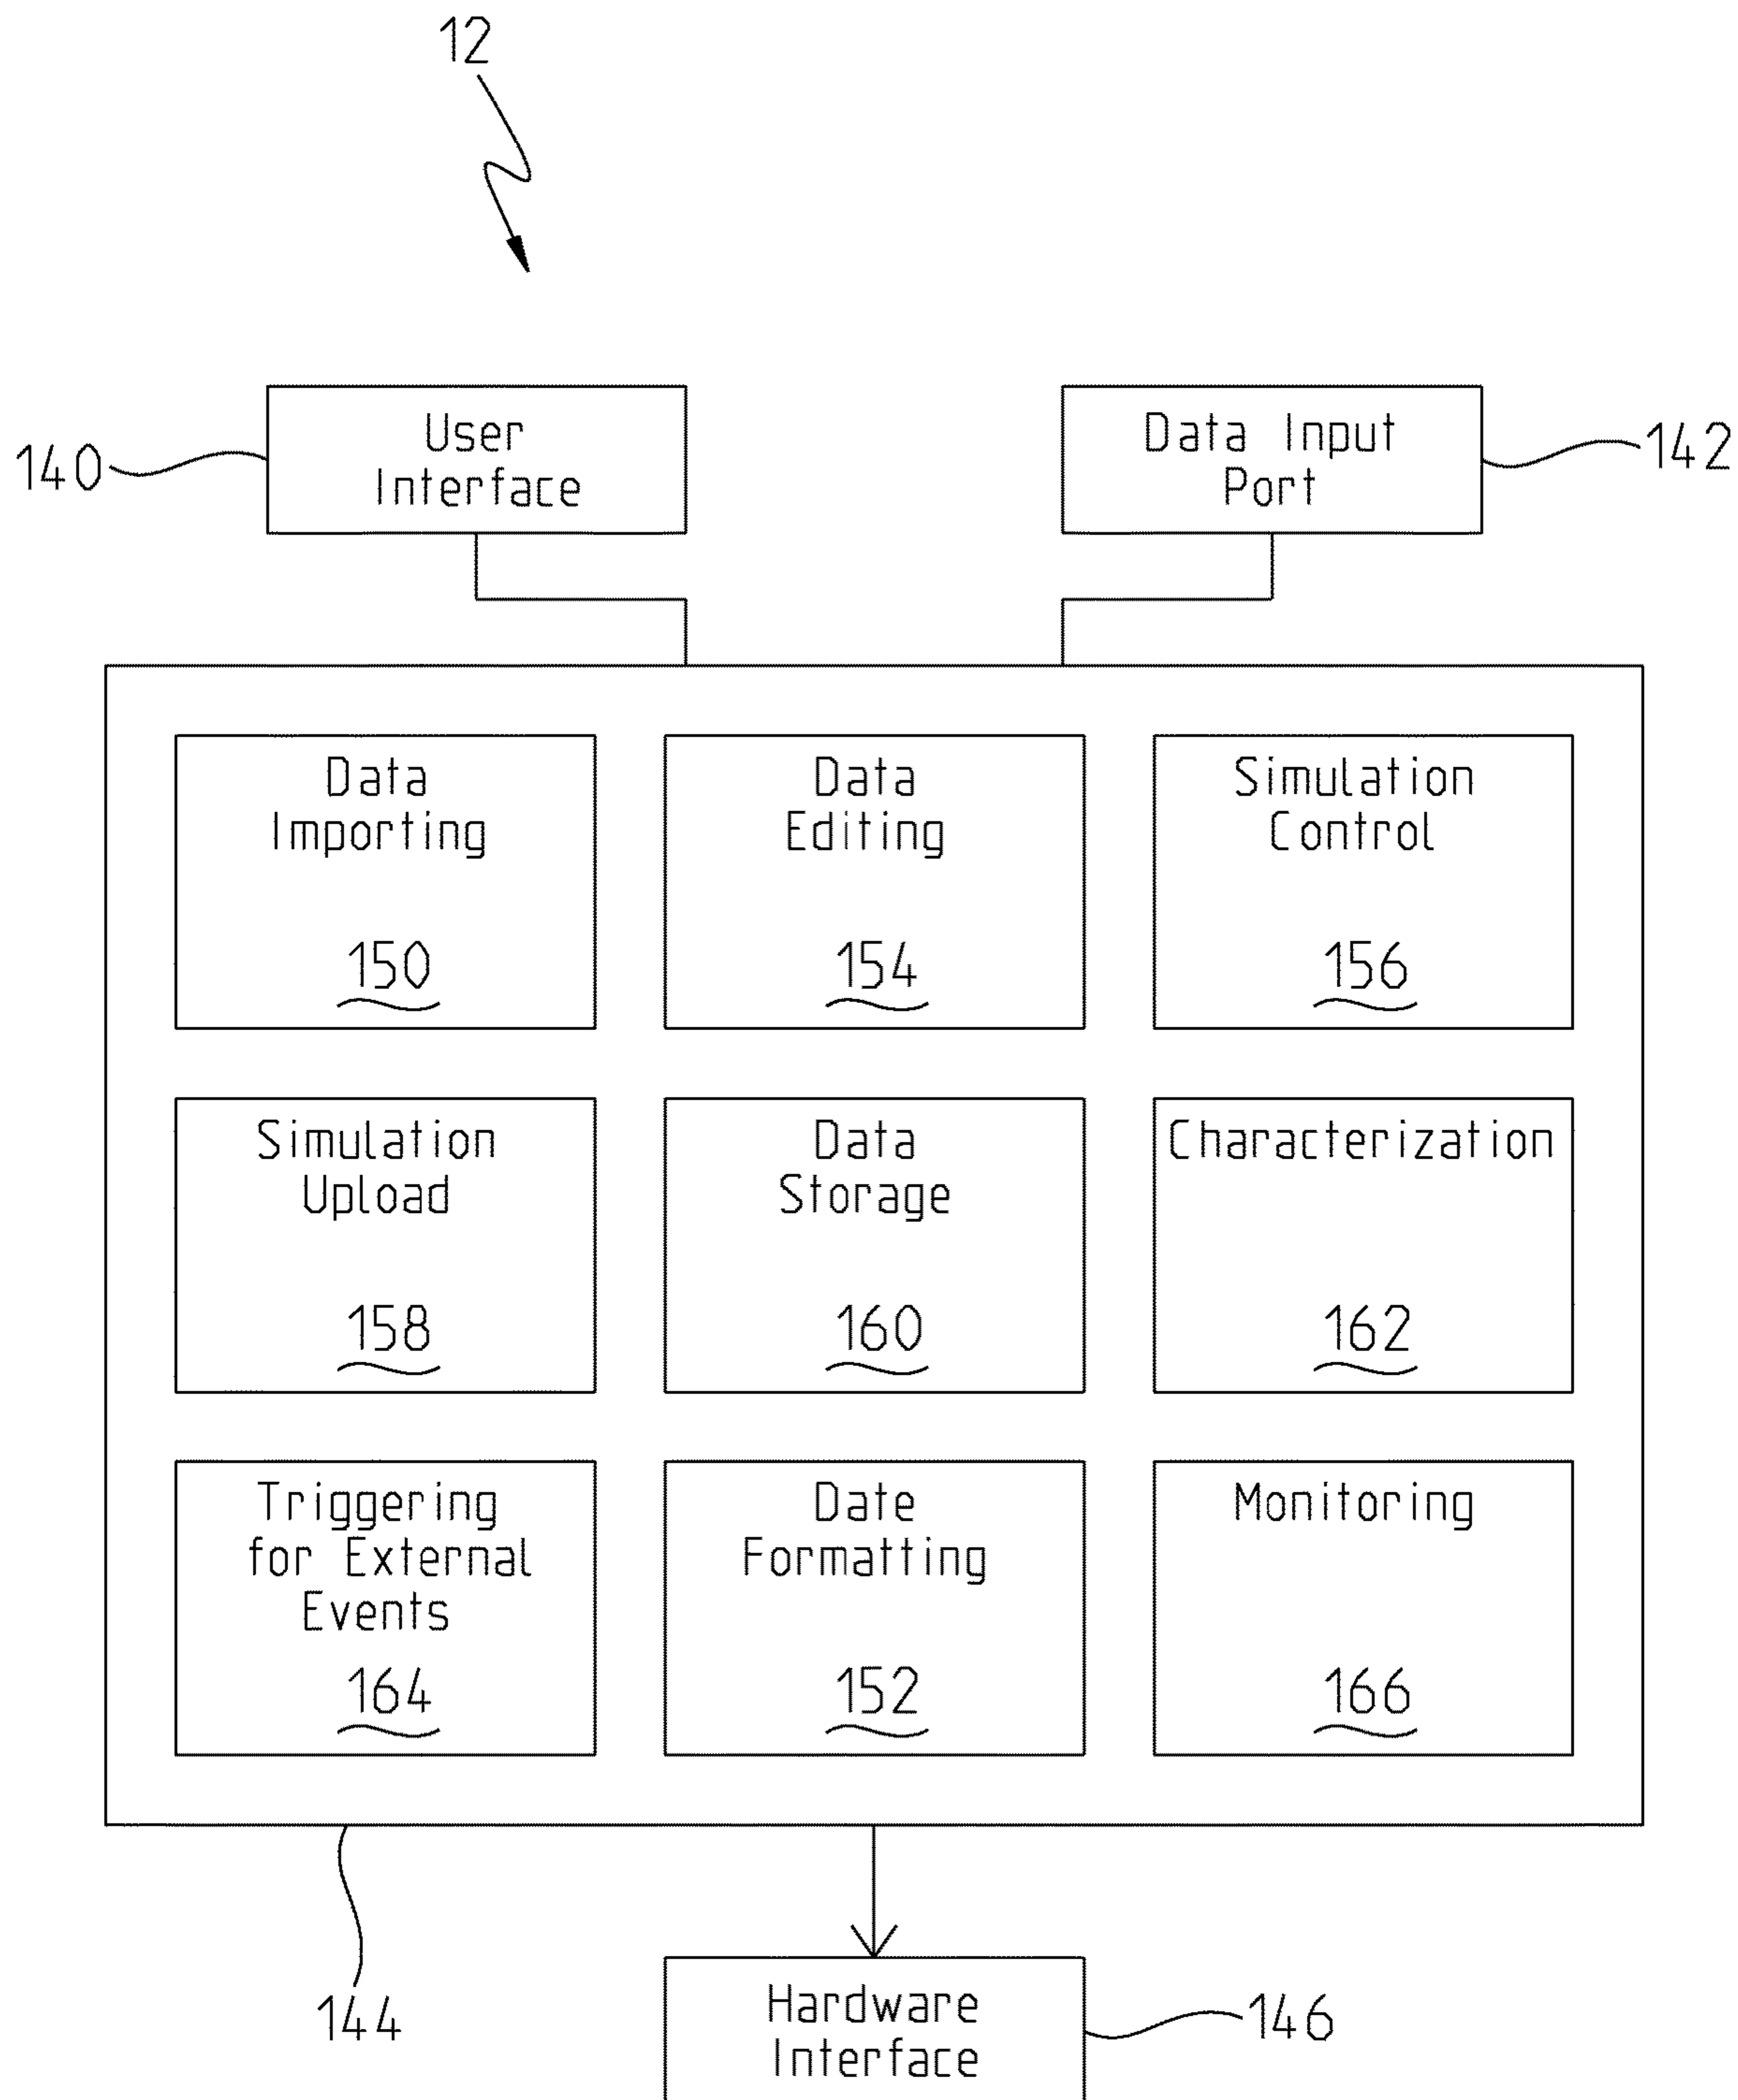 12
140
User
Interface
Data Input
Port
142
Data
Importing
150
Data
Editing
154
Simulation
Control
156
Simulation
Upload
158
Data
Storage
160
Characterization
162
Triggering
for External
Events
164
Date
Formatting
152
Monitoring
166
144
Hardware
Interface
146